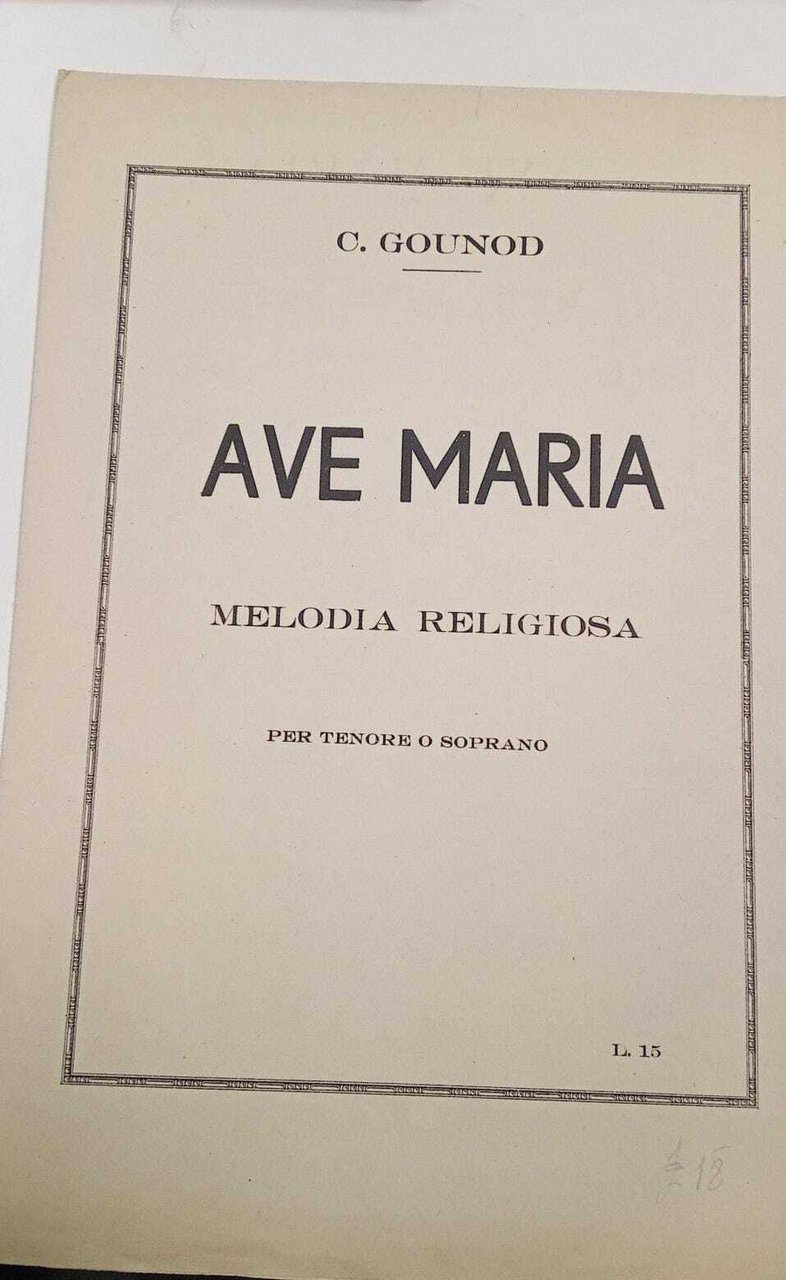 C. GOUNOD
AVE MARIA
MELODIA RELIGIOSA
PER TENORE O SOPRANO
L. 15